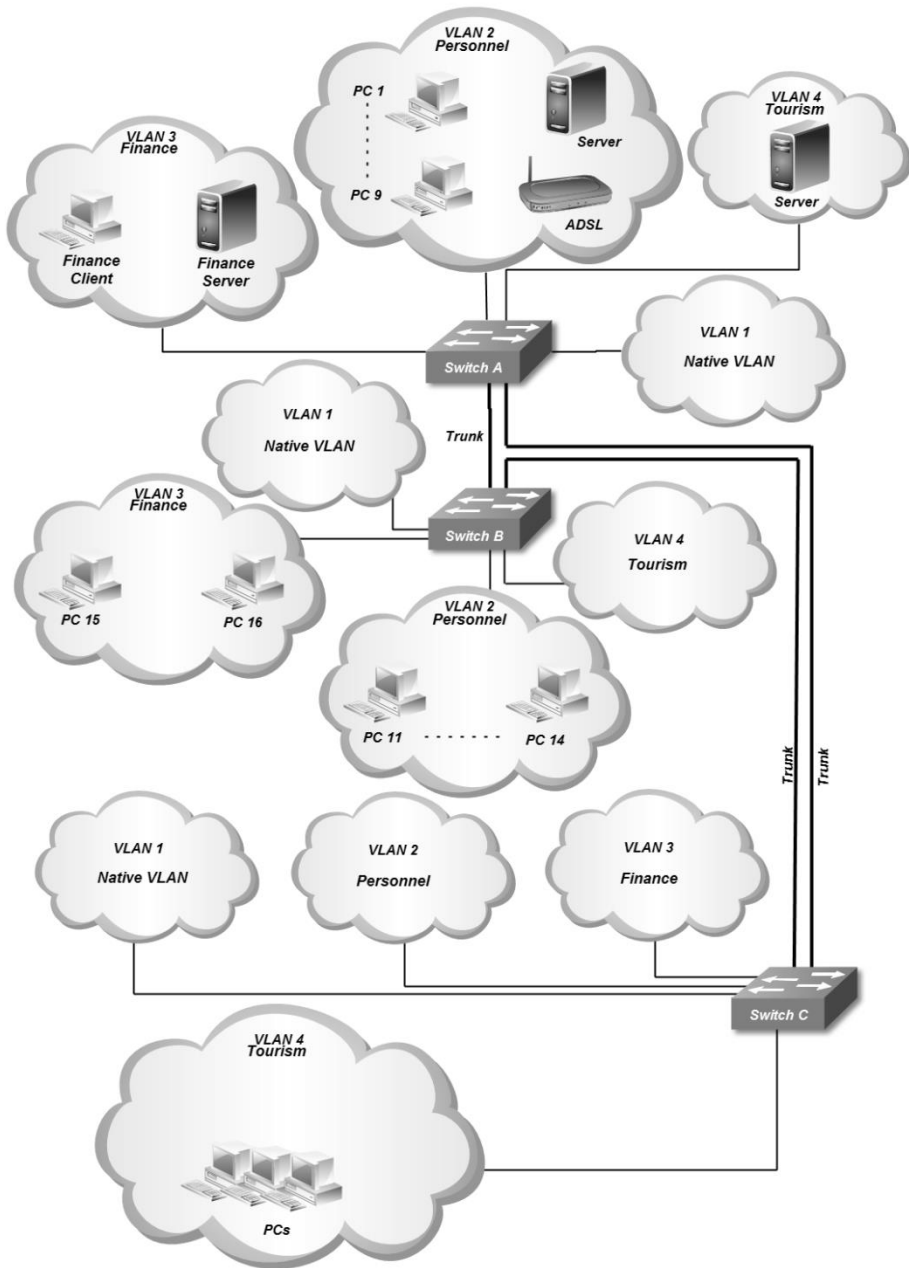 VLAN 2
Personnel
PC 1
PC 9
Server
ADSL
VLAN 4
Tourism
Server
VLAN 3
Finance
Finance
Client
Finance
Server
Switch A
VLAN 1
Native VLAN
VLAN 1
Native VLAN
Trunk
VLAN 3
Finance
PC 15
PC 16
Switch B
VLAN 4
Tourism
VLAN 2
Personnel
PC 11
PC 14
Trunk
Trunk
VLAN 1
Native VLAN
VLAN 2
Personnel
VLAN 3
Finance
Switch C
VLAN 4
Tourism
PCs